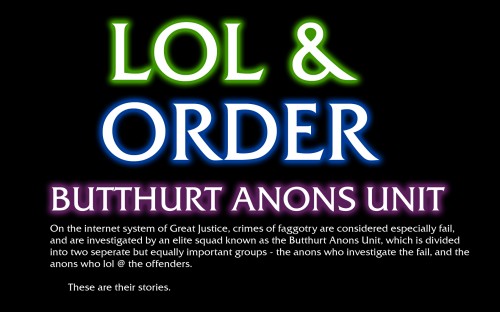 LOL &
ORDER
BUTTHURT ANONS UNIT
On the internet system of Great Justice, crimes of faggotry are considered especially fail,
and are investigated by an elite squad known as the Butthurt Anons Unit, which is divided
into two seperate but equally important groups - the anons who investigate the fail, and the
anons who lol @ the offenders.
These are their stories.